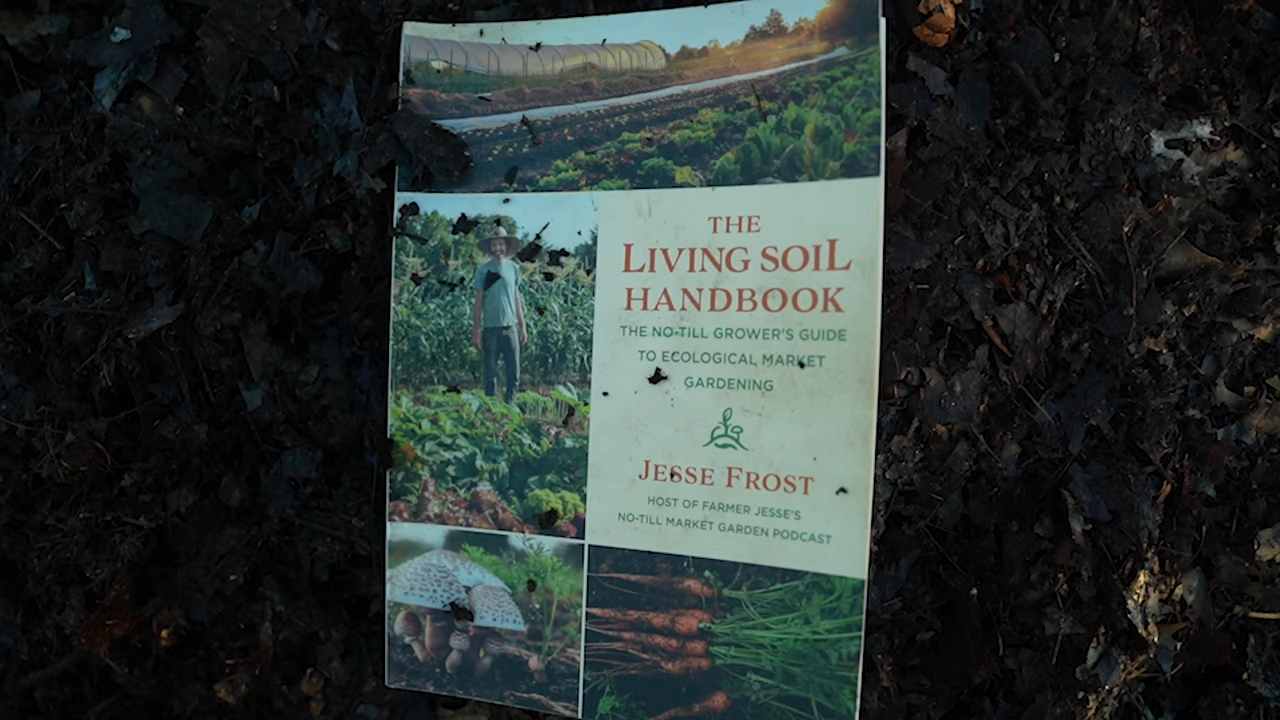 THE
LIVING SOIL
HANDBOOK
THE NO-TILL GROWER'S GUIDE
TO ECOLOGICAL MARKET
GARDENING
JESSE FROST
HOST OF FARMER JESSE'S
NO-TILL MARKET GARDEN PODCAST